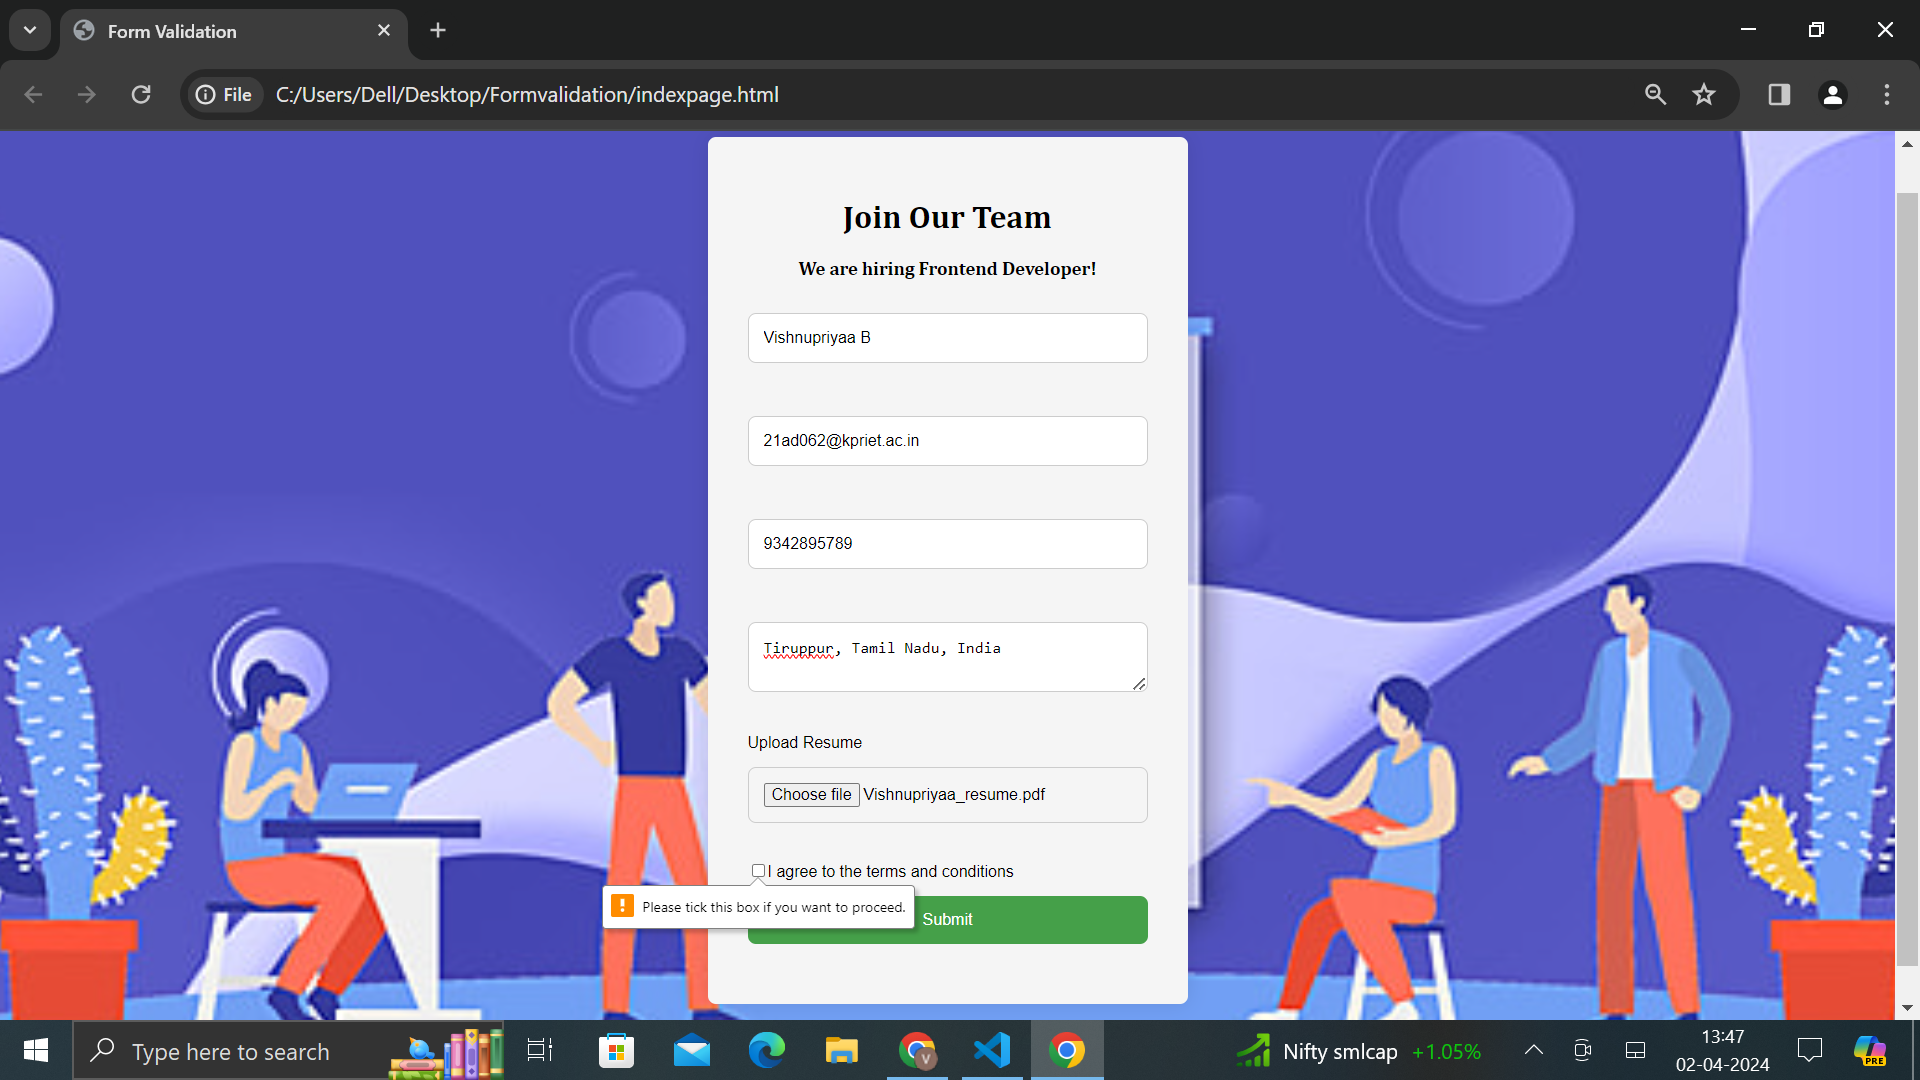 Form Validation
File
C:/Users/Dell/Desktop/Formvalidation/indexpage.html
Join Our Team
We are hiring Frontend Developer!
Vishnupriyaa B
21ad062@kpriet.ac.in
9342895789
Tiruppur, Tamil Nadu, India
Upload Resume
Choose file Vishnupriyaa_resume.pdf
I agree to the terms and conditions
Please tick this box if you want to proceed.
Submit
Type here to search
V
Nifty smlcap +1.05%
13:47
02-04-2024
PRE